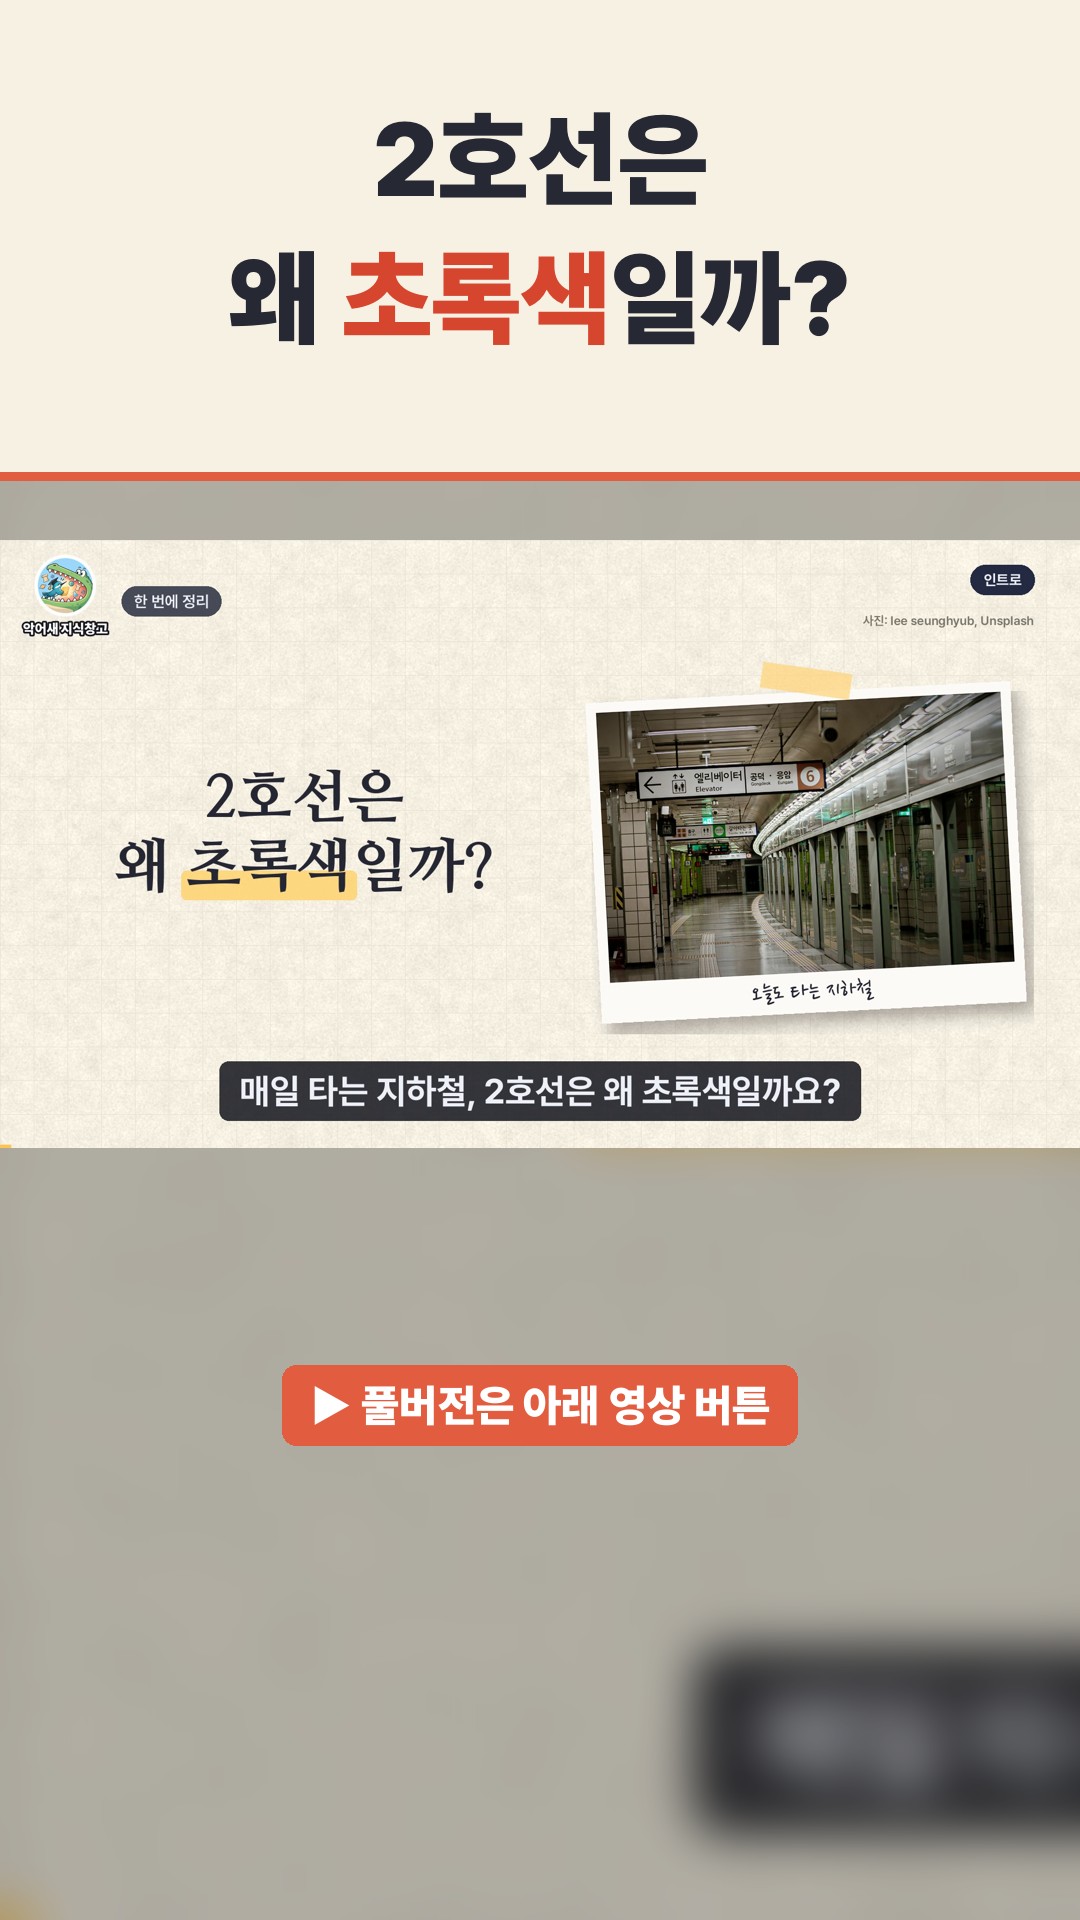 2호선은
왜 초록색일까?
악어새 지식창고
한 번에 정리
인트로
사진: lee seunghyub, Unsplash
2호선은
왜 초록색일까?
엘리베이터
Elevator
공덕 · 응암
6
오늘도 타는 지하철
매일 타는 지하철, 2호선은 왜 초록색일까요?
▶ 풀버전은 아래 영상 버튼